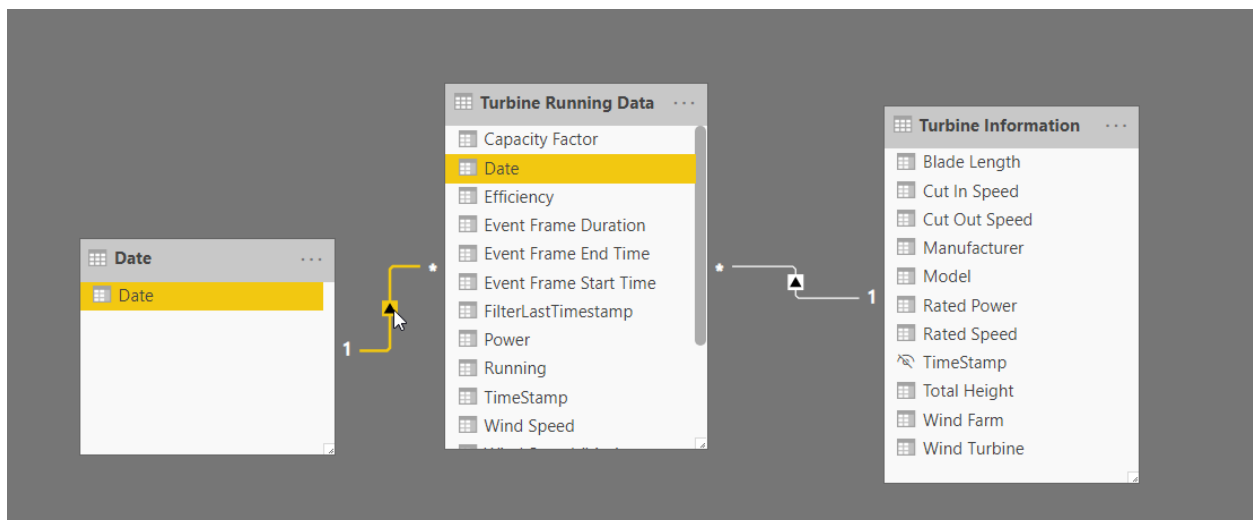 Date
Date
1
*
Turbine Running Data
Capacity Factor
Date
Efficiency
Event Frame Duration
Event Frame End Time
Event Frame Start Time
FilterLastTimestamp
Power
Running
TimeStamp
Wind Speed
*
1
Turbine Information
Blade Length
Cut In Speed
Cut Out Speed
Manufacturer
Model
Rated Power
Rated Speed
TimeStamp
Total Height
Wind Farm
Wind Turbine